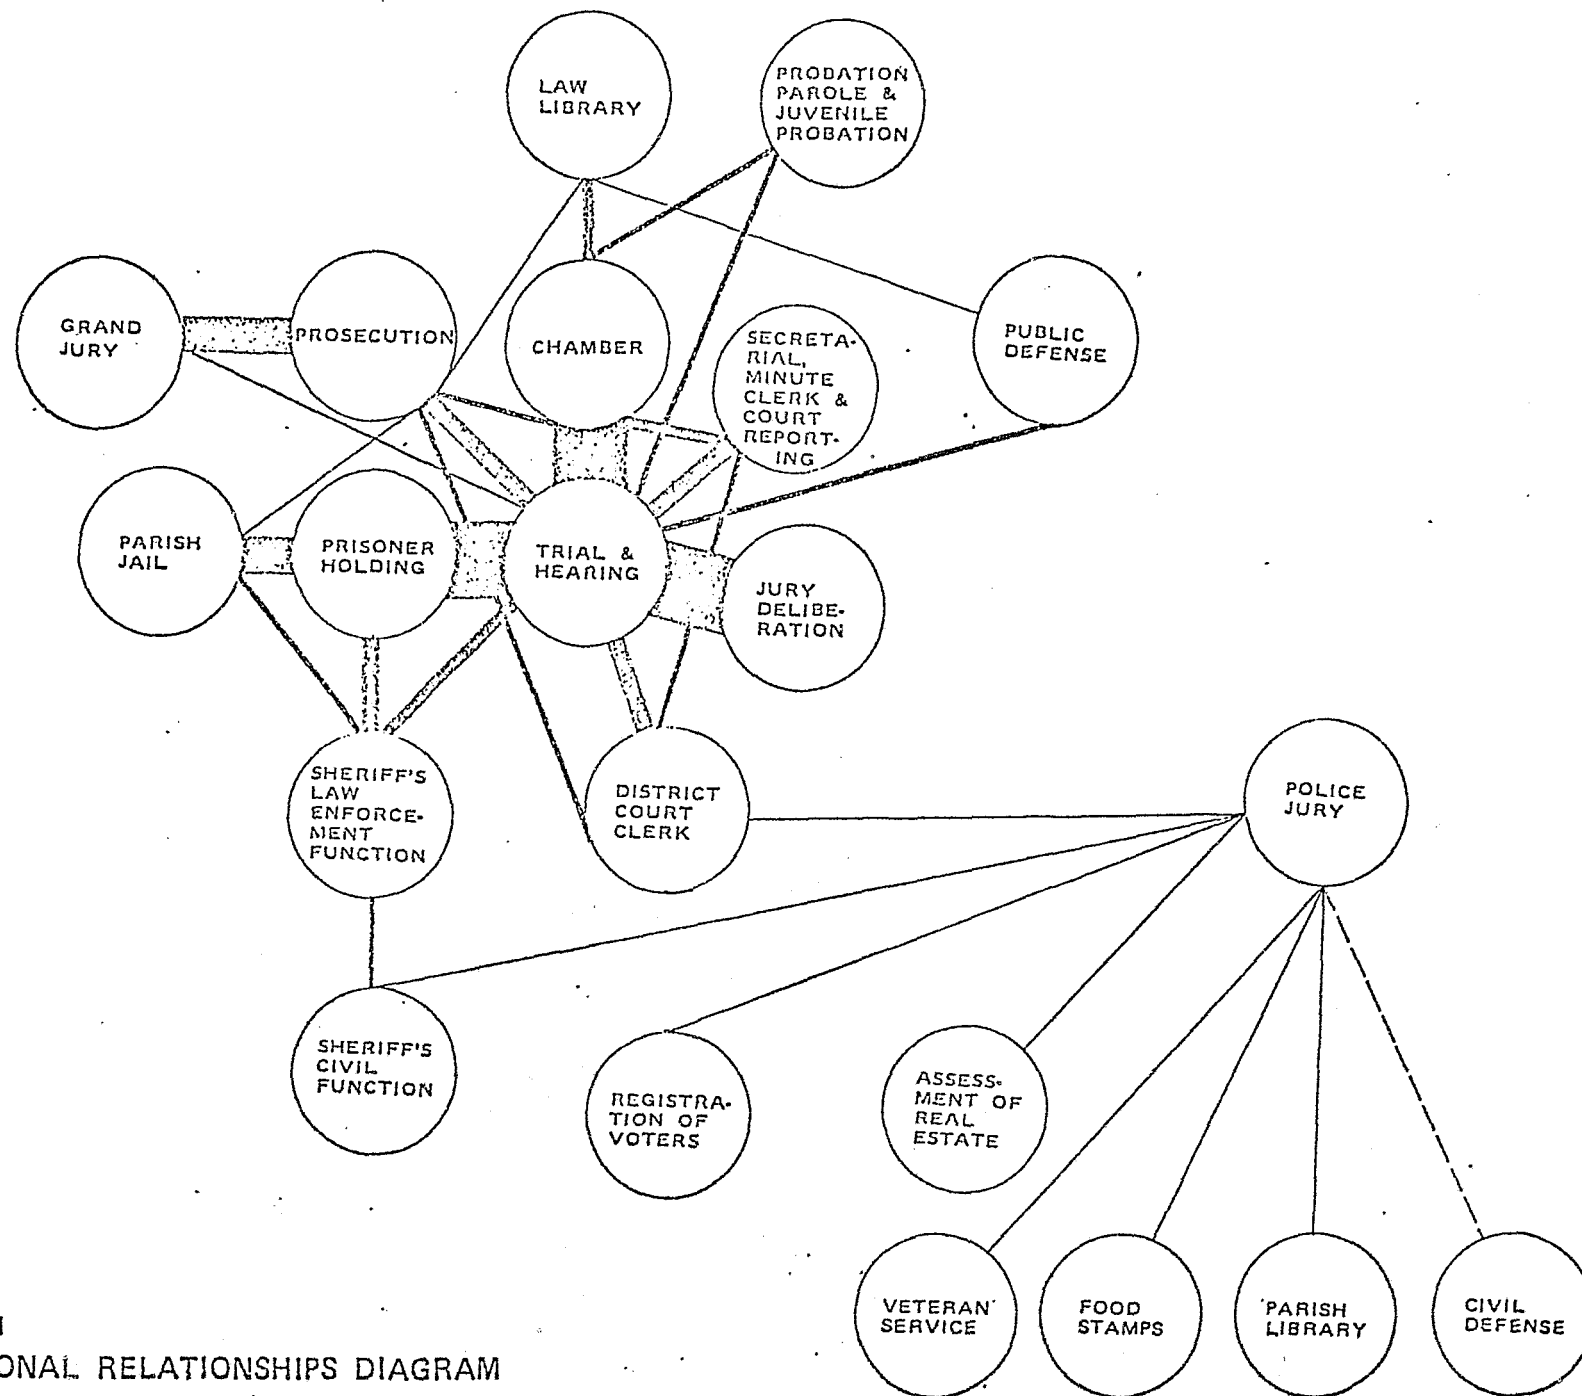 LAW
LIBRARY
PROBATION
PAROLE &
JUVENILE
PROBATION
GRAND
JURY
PROSECUTION
CHAMBER
SECRETA-
RIAL,
MINUTE
CLERK &
COURT
REPORT-
ING
PUBLIC
DEFENSE
PARISH
JAIL
PRISONER
HOLDING
TRIAL &
HEARING
JURY
DELIBE-
RATION
SHERIFF'S
LAW
ENFORCE-
MENT
FUNCTION
DISTRICT
COURT
CLERK
POLICE
JURY
SHERIFF'S
CIVIL
FUNCTION
REGISTRA-
TION OF
VOTERS
ASSESS-
MENT OF
REAL
ESTATE
VETERAN'
SERVICE
FOOD
STAMPS
PARISH
LIBRARY
CIVIL
DEFENSE
ONAL RELATIONSHIPS DIAGRAM